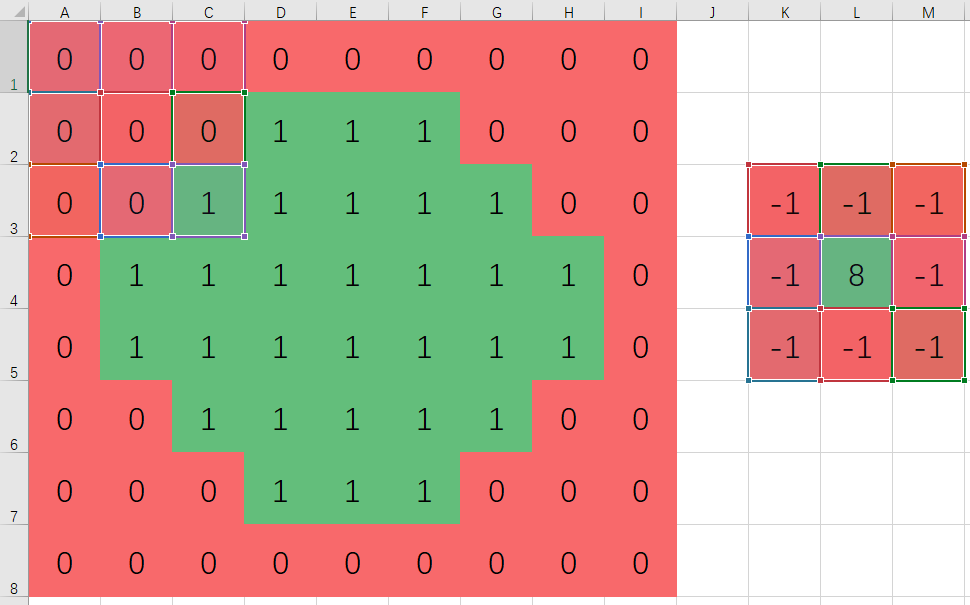 A B C D E F G H I J K L M
1 0 0 0 0 0 0 0 0 0
2 0 0 0 1 1 1 0 0 0
3 0 0 1 1 1 1 1 0 0 -1 -1 -1
4 0 1 1 1 1 1 1 1 0 -1 8 -1
5 0 1 1 1 1 1 1 1 0 -1 -1 -1
6 0 0 1 1 1 1 1 0 0
7 0 0 0 1 1 1 0 0 0
8 0 0 0 0 0 0 0 0 0